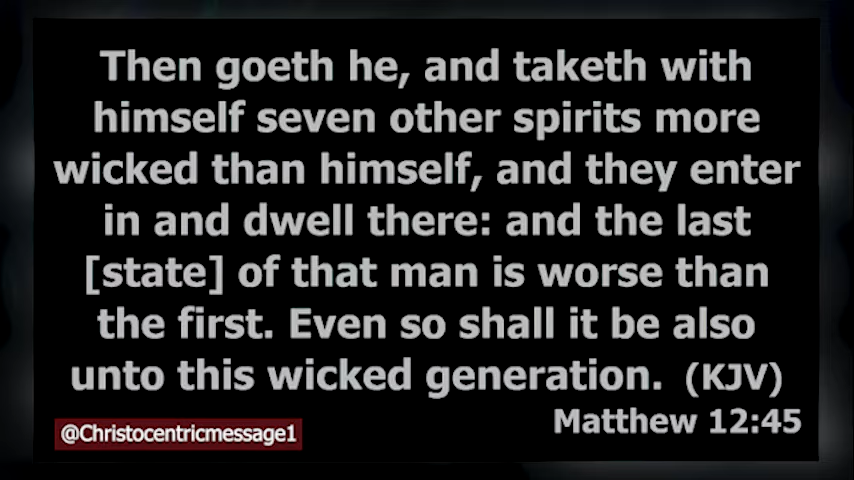 Then goeth he, and taketh with
himself seven other spirits more
wicked than himself, and they enter
in and dwell there: and the last
[state] of that man is worse than
the first. Even so shall it be also
unto this wicked generation. (KJV)
Matthew 12:45
@Christocentricmessage1